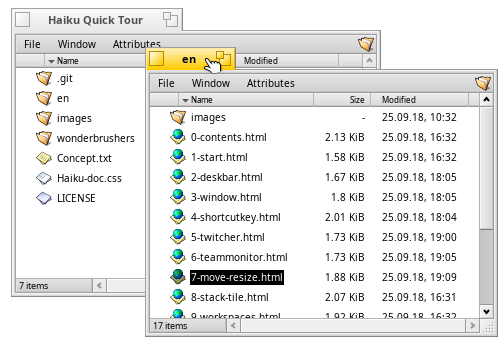 Haiku Quick Tour
File Window Attributes
Name
.git
en
images
wonderbrushers
Concept.txt
Haiku-doc.css
LICENSE
7 items
en
Modified
File Window Attributes
Name Size Modified
images - 25.09.18, 10:32
0-contents.html 2.13 KiB 25.09.18, 16:32
1-start.html 1.58 KiB 25.09.18, 16:32
2-deskbar.html 1.67 KiB 25.09.18, 18:05
3-window.html 1.8 KiB 25.09.18, 18:05
4-shortcutkey.html 2.01 KiB 25.09.18, 18:04
5-twitcher.html 1.73 KiB 25.09.18, 19:00
6-teammonitor.html 1.73 KiB 25.09.18, 19:05
7-move-resize.html 1.88 KiB 25.09.18, 19:09
8-stack-tile.html 2.07 KiB 25.09.18, 16:31
9-workspaces.html 1.92 KiB 25.09.18, 16:32
17 items